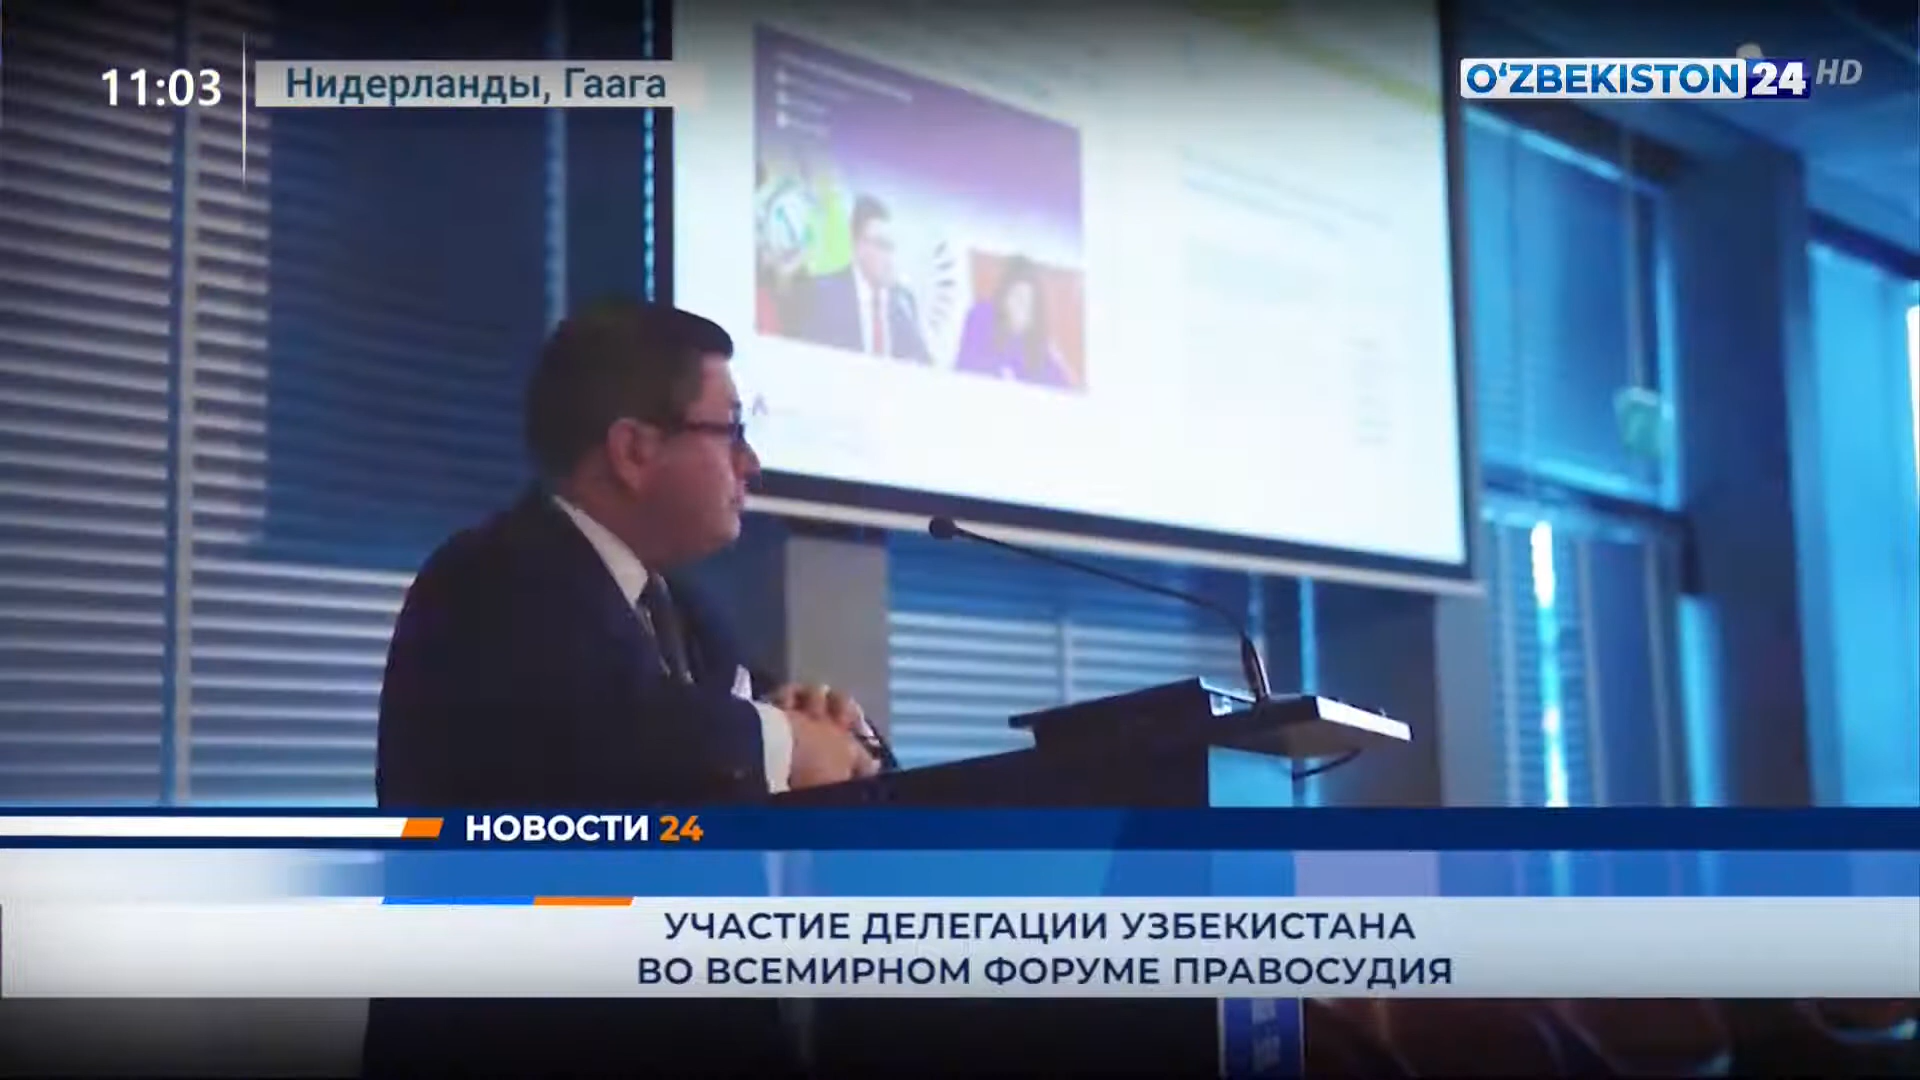 11:03
Нидерланды, Гаага
O‘ZBEKISTON 24 HD
НОВОСТИ 24
УЧАСТИЕ ДЕЛЕГАЦИИ УЗБЕКИСТАНА
ВО ВСЕМИРНОМ ФОРУМЕ ПРАВОСУДИЯ